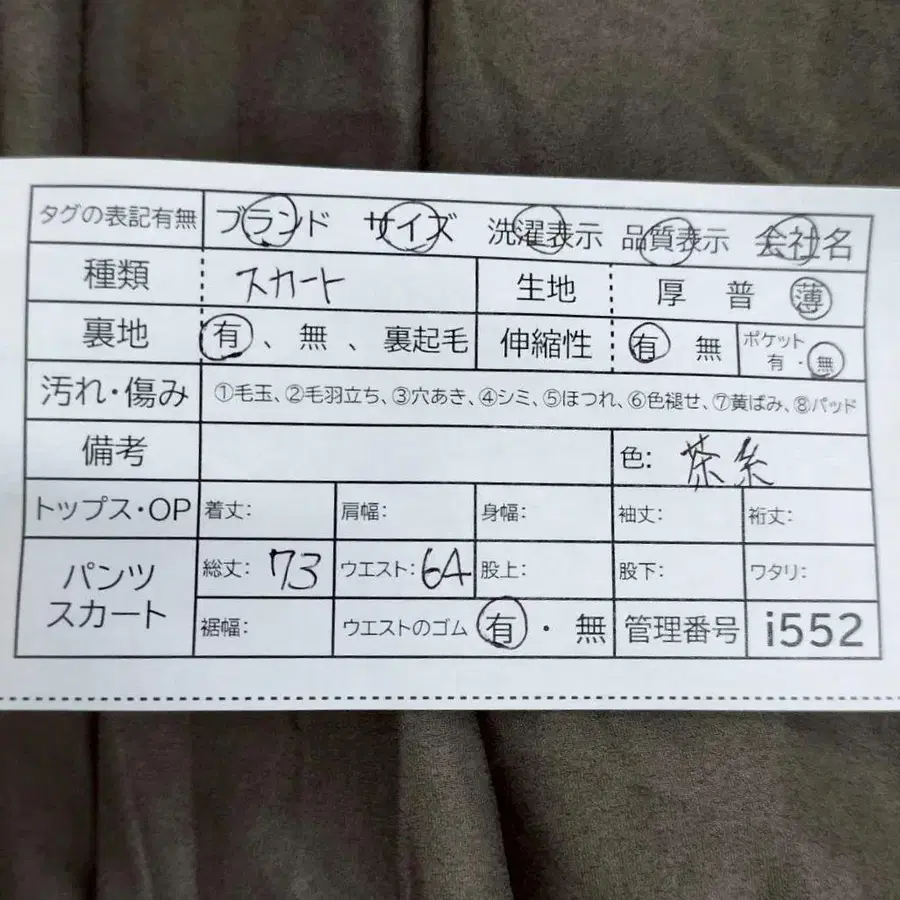 タグの表記有無 ブランド サイズ 洗濯表示 品質表示 会社名
種類 スカート 生地 厚 普 薄
裏地 有 、 無 、 裏起毛 伸縮性 有 無 ポケット 有 ・ 無
汚れ・傷み ①毛玉、②毛羽立ち、③穴あき、④シミ、⑤ほつれ、⑥色褪せ、⑦黄ばみ、⑧パッド
備考 色: 茶系
トップス・OP 着丈: 肩幅: 身幅: 袖丈: 裄丈:
パンツ スカート 総丈: 73 ウエスト: 64 股上: 股下: ワタリ:
裾幅: ウエストのゴム 有 ・ 無 管理番号 i552